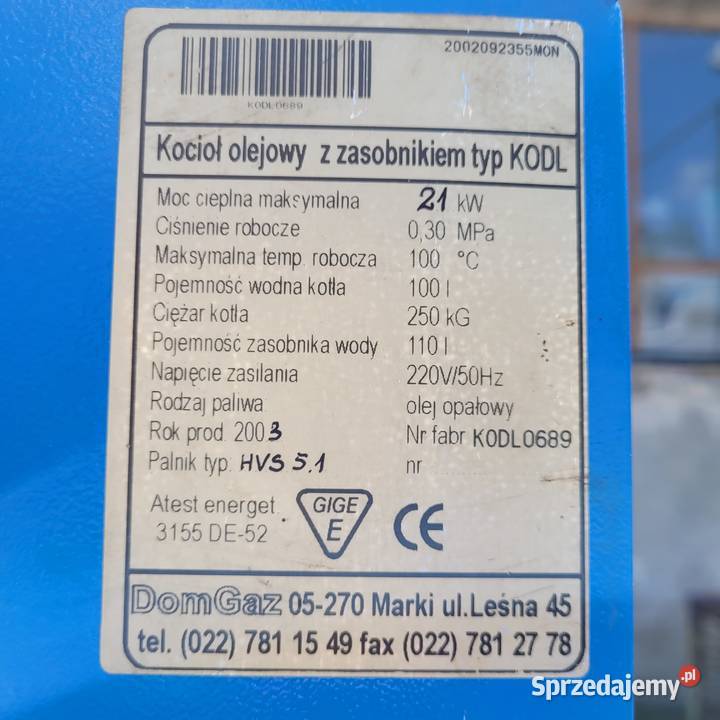 2002092355MON
KODL0689
Kocioł olejowy z zasobnikiem typ KODL
Moc cieplna maksymalna 21 kW
Ciśnienie robocze 0,30 MPa
Maksymalna temp. robocza 100 °C
Pojemność wodna kotła 100 l
Ciężar kotła 250 kG
Pojemność zasobnika wody 110 l
Napięcie zasilania 220V/50Hz
Rodzaj paliwa olej opałowy
Rok prod. 2003 Nr fabr KODL0689
Palnik typ: HVS 5.1 nr
Atest energet.
3155 DE-52
GIGE
E
CE
DomGaz 05-270 Marki ul.Leśna 45
tel. (022) 781 15 49 fax (022) 781 27 78
Sprzedajemy.pl